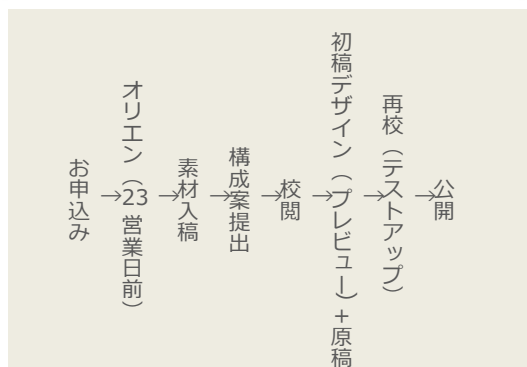 お申込み
→
オリエン（23営業日前）
→
素材入稿
→
構成案提出
→
校閲
→
初稿デザイン（プレビュー）+原稿
→
再校（テストアップ）
→
公開